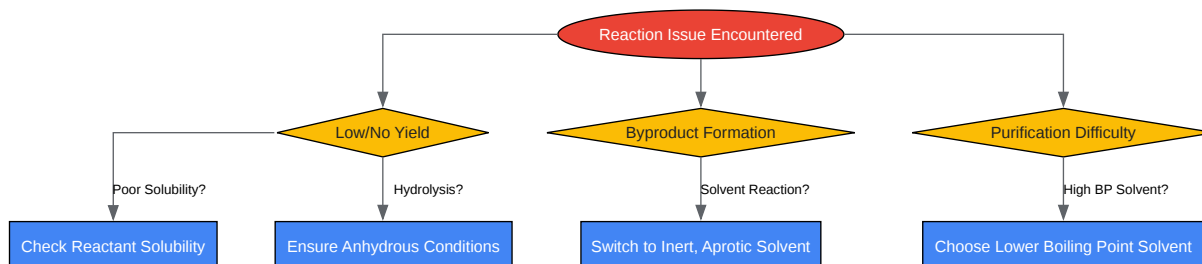 Reaction Issue Encountered
Low/No Yield
Byproduct Formation
Purification Difficulty
Poor Solubility?
Hydrolysis?
Solvent Reaction?
High BP Solvent?
Check Reactant Solubility
Ensure Anhydrous Conditions
Switch to Inert, Aprotic Solvent
Choose Lower Boiling Point Solvent